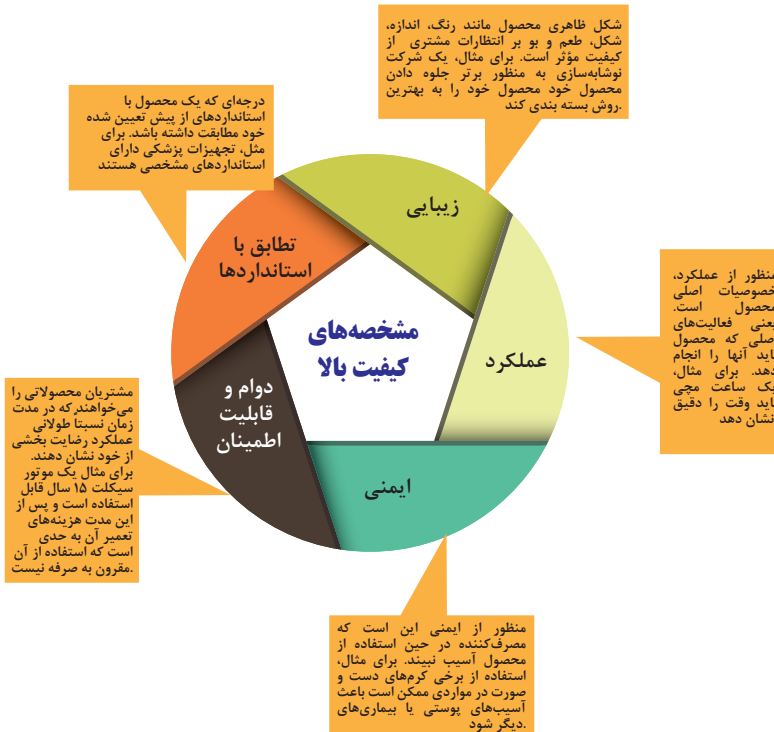 شکل ظاهری محصول مانند رنگ، اندازه،
شکل، طعم و بو بر انتظارات مشتری از
کیفیت مؤثر است. برای مثال، یک شرکت
نوشابه‌سازی به منظور برتر جلوه دادن
محصول خود محصول خود را به بهترین
روش بسته بندی کند.
درجه‌ای که یک محصول با
استانداردهای از پیش تعیین شده
خود مطابقت داشته باشد. برای
مثل، تجهیزات پزشکی دارای
استانداردهای مشخصی هستند
زیبایی
تطابق با
استانداردها
مشخصه‌های
کیفیت بالا
عملکرد
منظور از عملکرد،
خصوصیات اصلی
محصول است.
یعنی فعالیت‌های
اصلی که محصول
باید آنها را انجام
دهد. برای مثال،
یک ساعت مچی
باید وقت را دقیق
نشان دهد
دوام و
قابلیت
اطمینان
مشتریان محصولاتی را
می‌خواهند که در مدت
زمان نسبتاً طولانی
عملکرد رضایت بخشی
از خود نشان دهند.
برای مثال یک موتور
سیکلت ۱۵ سال قابل
استفاده است و پس از
این مدت هزینه‌های
تعمیر آن به حدی
است که استفاده از آن
مقرون به صرفه نیست.
ایمنی
منظور از ایمنی این است که
مصرف‌کننده در حین استفاده از
محصول آسیب نبیند. برای مثال،
استفاده از برخی کرم‌های دست و
صورت در مواردی ممکن است باعث
آسیب‌های پوستی یا بیماری‌های
دیگر شود.